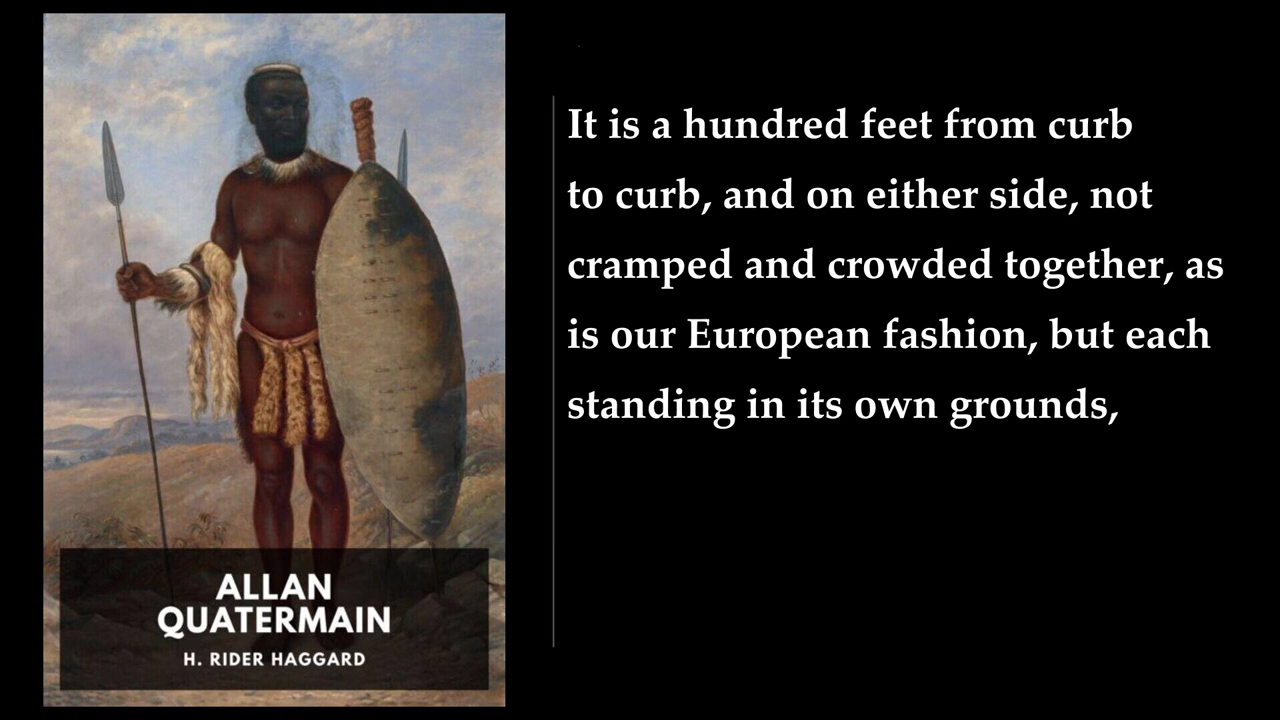 ALLAN
QUATERMAIN
H. RIDER HAGGARD
It is a hundred feet from curb
to curb, and on either side, not
cramped and crowded together, as
is our European fashion, but each
standing in its own grounds,